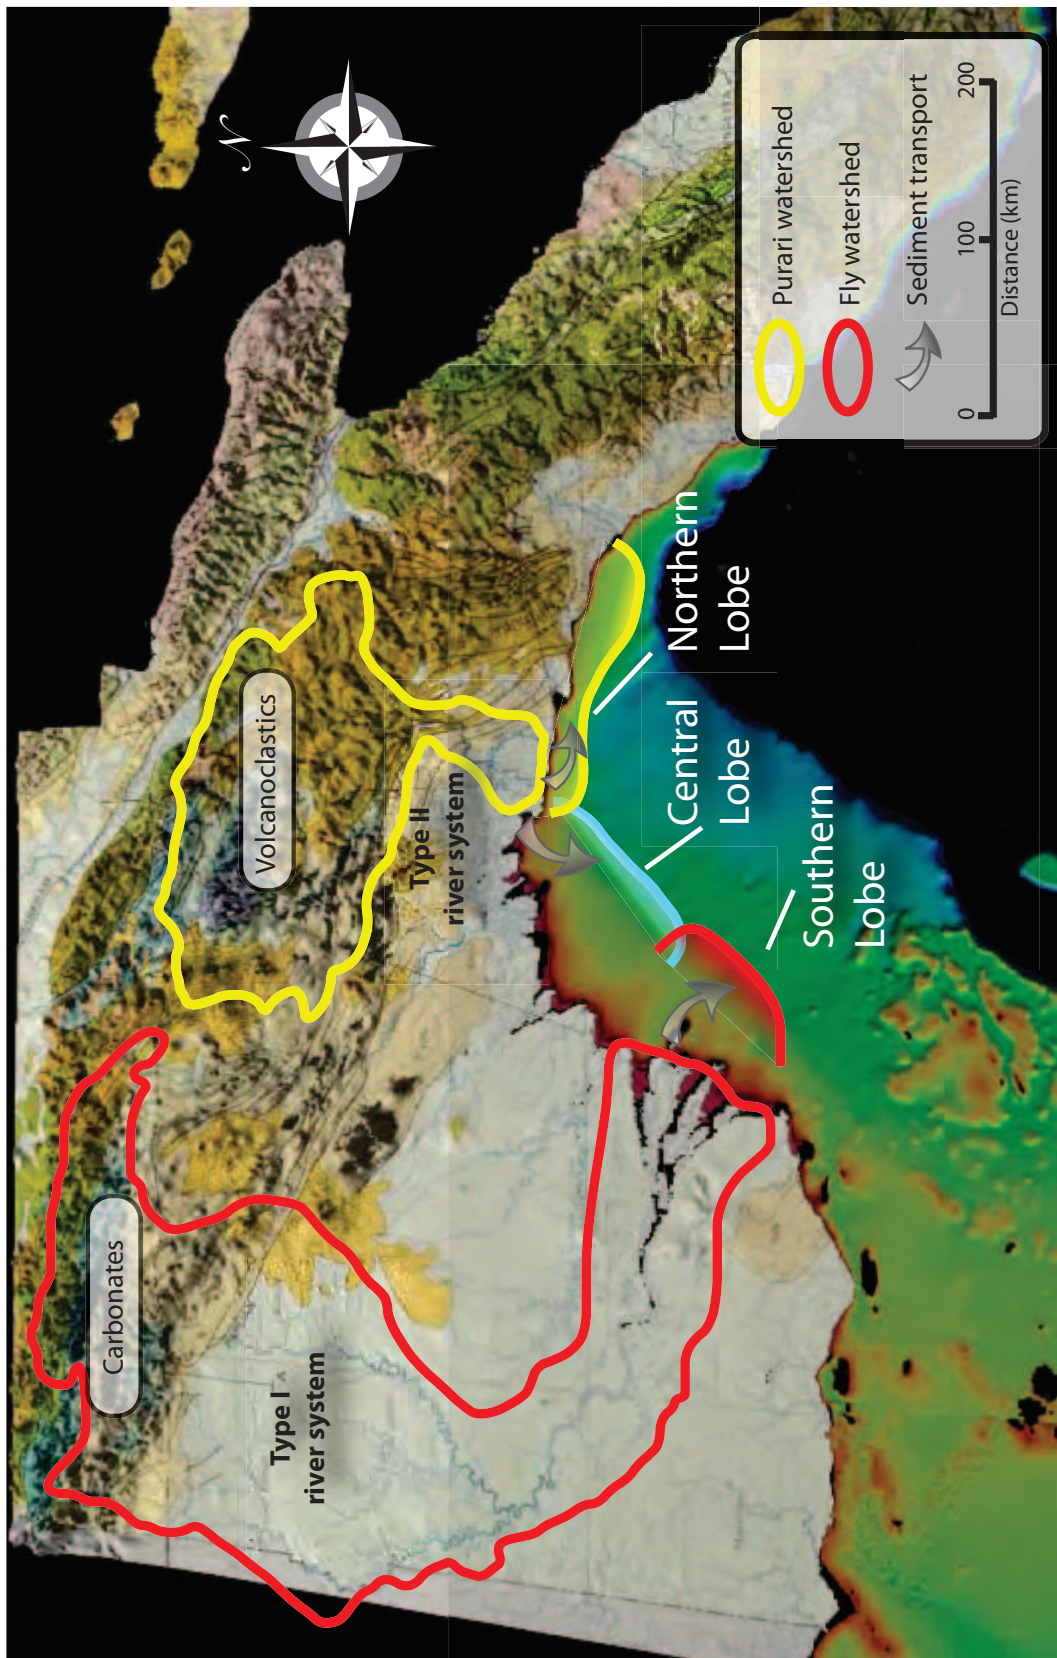 N
Carbonates
Volcanoclastics
Type I
river system
Type II
river system
Northern
Lobe
Central
Lobe
Southern
Lobe
Purari watershed
Fly watershed
Sediment transport
0 100 200
Distance (km)